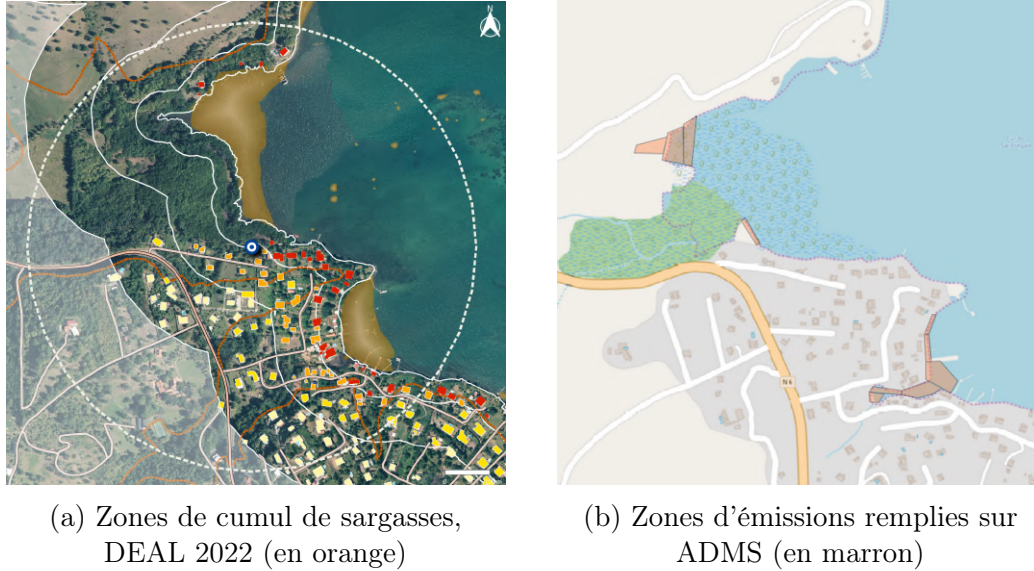 N
N6
(a) Zones de cumul de sargasses,
DEAL 2022 (en orange)
(b) Zones d'émissions remplies sur
ADMS (en marron)